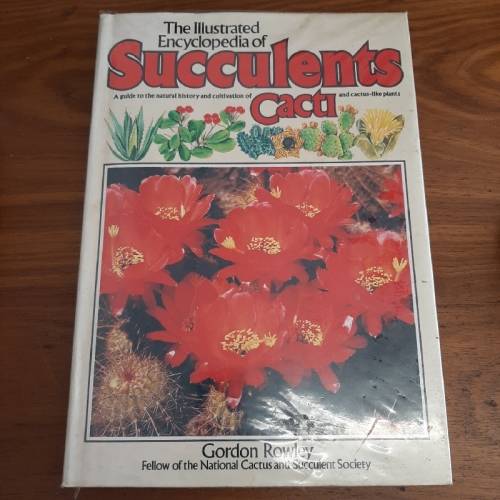 The Illustrated
Encyclopedia of
Succulents
A guide to the natural history and cultivation of Cacti and cactus-like plants
Gordon Rowley
Fellow of the National Cactus and Succulent Society